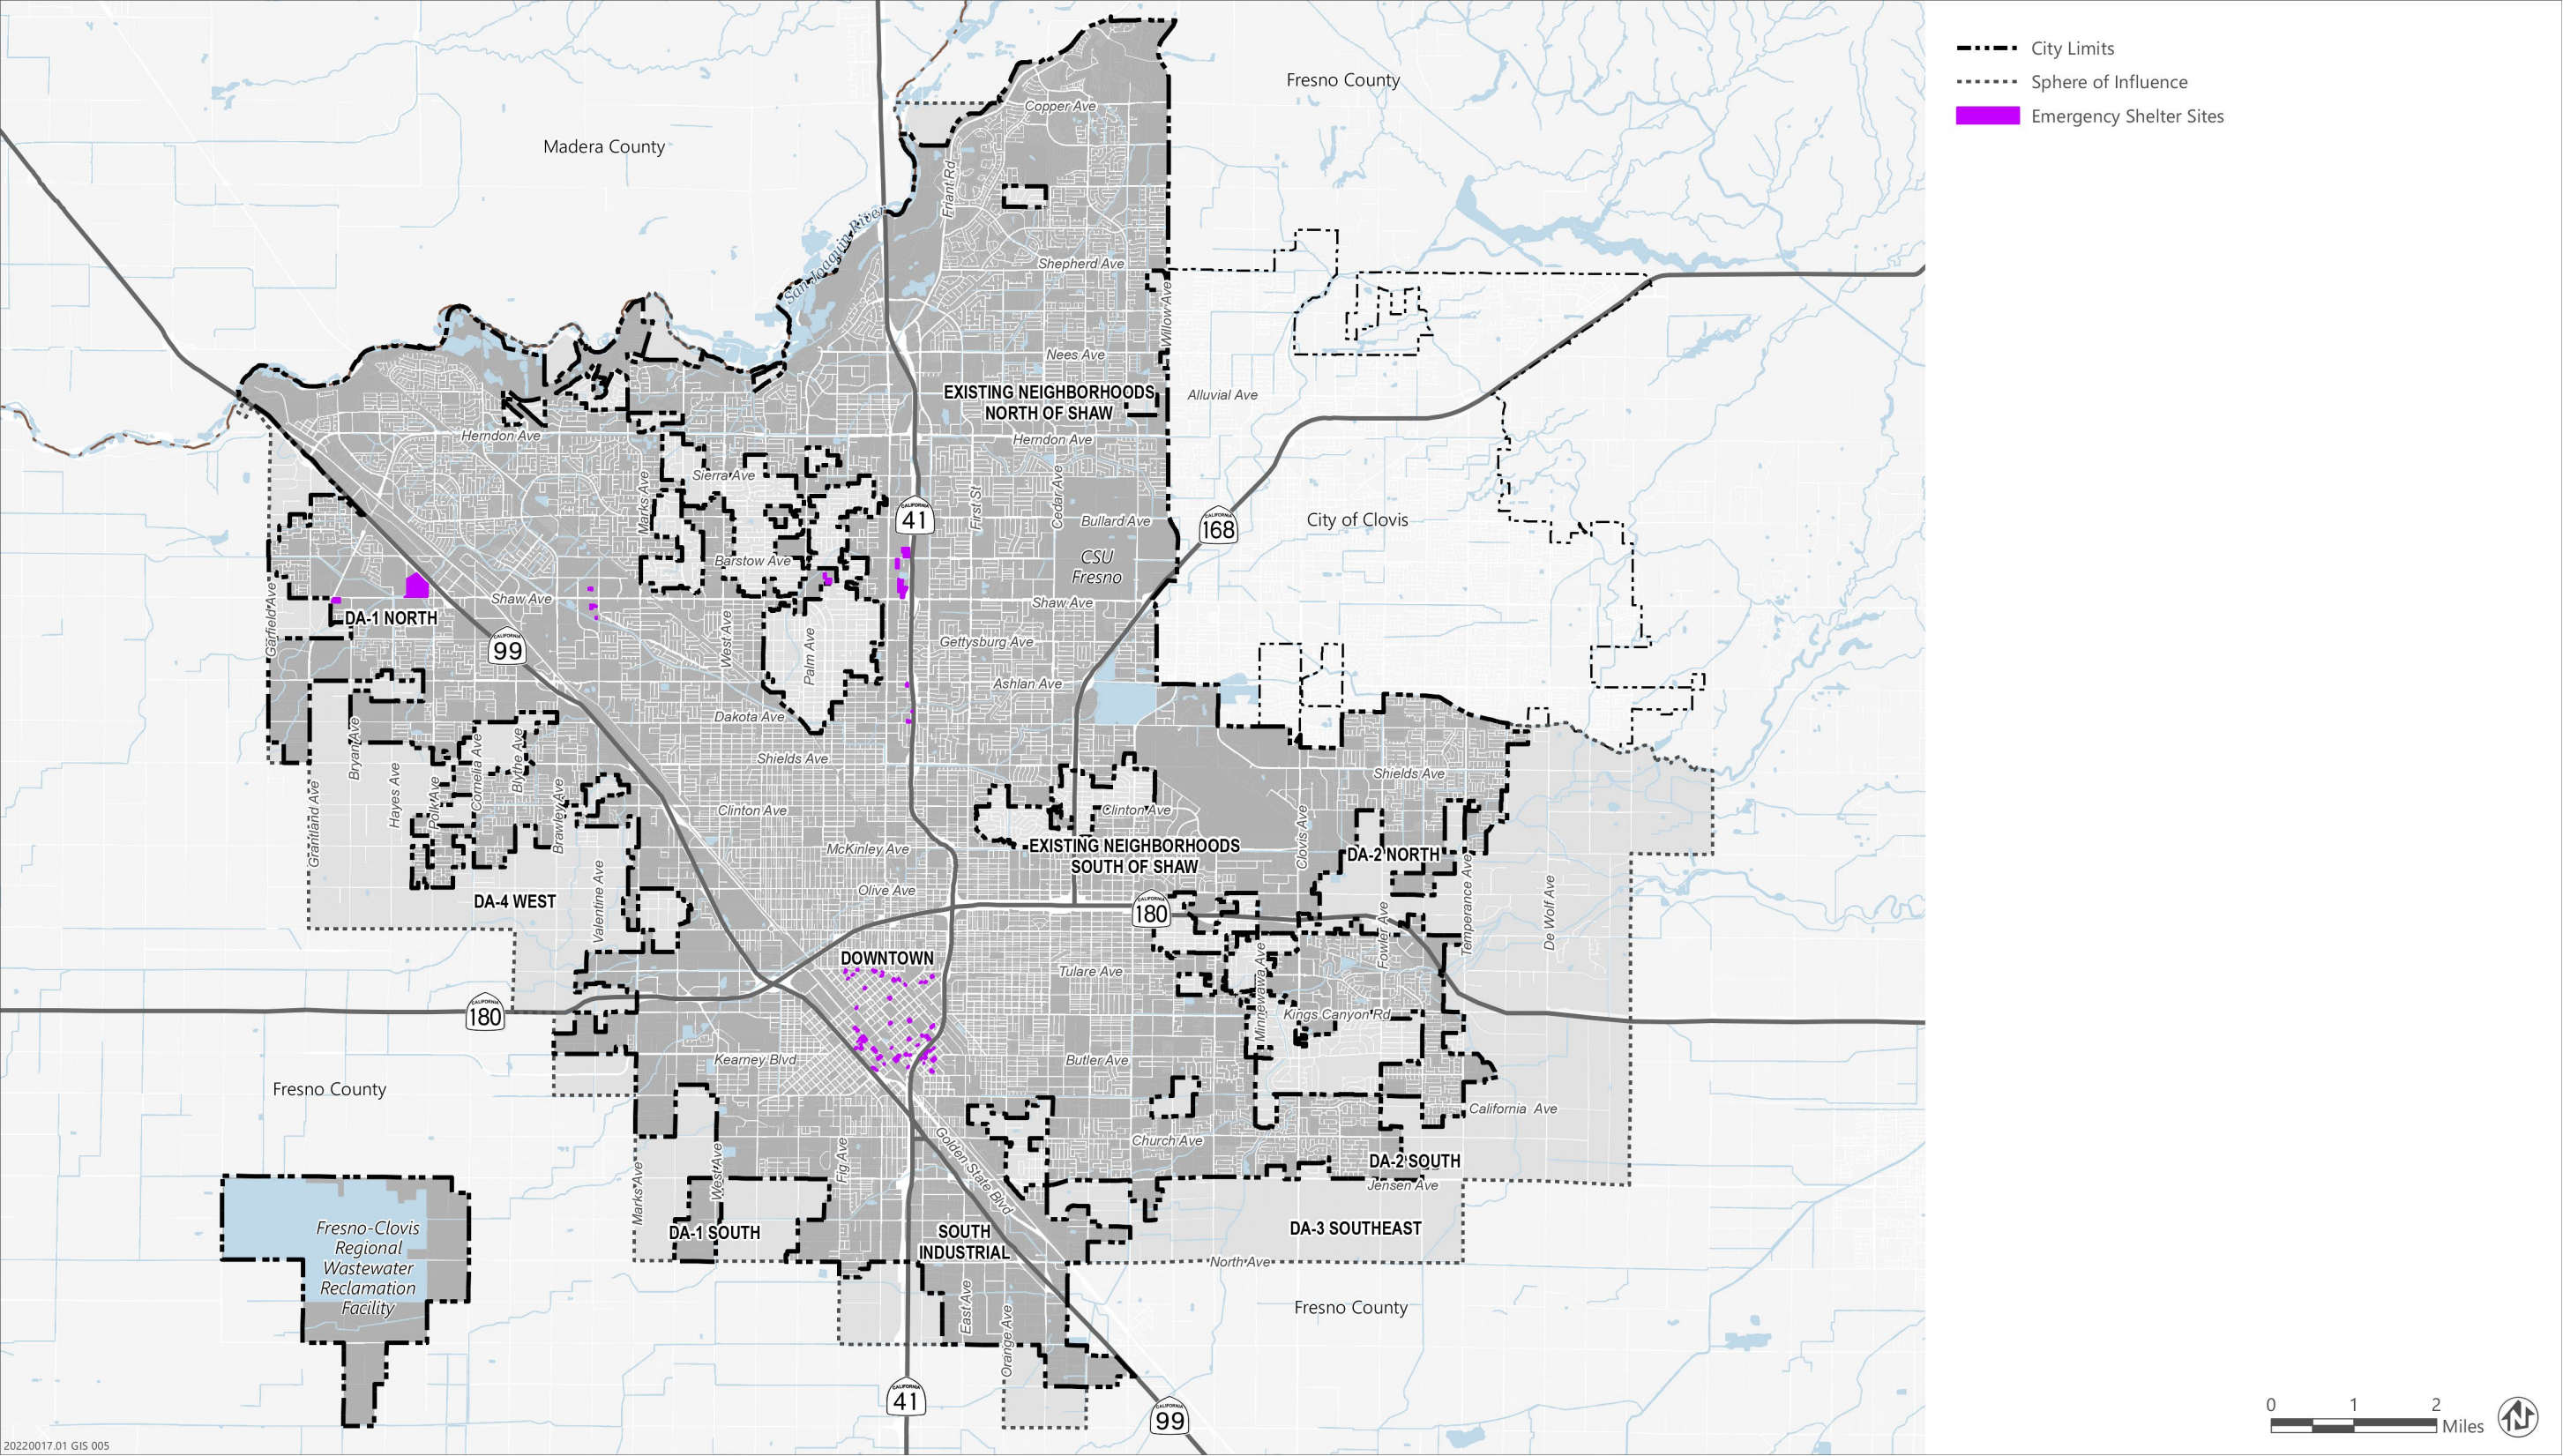 City Limits
Sphere of Influence
Emergency Shelter Sites
Fresno County
Madera County
Copper Ave
Friant Rd
San Joaquin River
Shepherd Ave
Willow Ave
Nees Ave
EXISTING NEIGHBORHOODS
NORTH OF SHAW
Alluvial Ave
Herndon Ave
Herndon Ave
Sierra Ave
Marks Ave
First St
Cedar Ave
CALIFORNIA
41
Bullard Ave
CALIFORNIA
168
City of Clovis
Barstow Ave
CSU
Fresno
Garfield Ave
Shaw Ave
Shaw Ave
DA-1 NORTH
CALIFORNIA
99
West Ave
Palm Ave
Gettysburg Ave
Ashlan Ave
Dakota Ave
Bryan Ave
Cornelia Ave
Blythe Ave
Shields Ave
Shields Ave
Grantland Ave
Hayes Ave
Polk Ave
Brawley Ave
Clinton Ave
Clinton Ave
Clovis Ave
McKinley Ave
EXISTING NEIGHBORHOODS
SOUTH OF SHAW
DA-2 NORTH
Olive Ave
DA-4 WEST
Valentine Ave
CALIFORNIA
180
Fowler Ave
Temperance Ave
De Wolf Ave
DOWNTOWN
Tulare Ave
Minnewawa Ave
CALIFORNIA
180
Kings Canyon Rd
Kearney Blvd
Butler Ave
Fresno County
California Ave
Golden State Blvd
Church Ave
Fig Ave
West Ave
Marks Ave
DA-2 SOUTH
Jensen Ave
Fresno-Clovis
Regional
Wastewater
Reclamation
Facility
DA-1 SOUTH
SOUTH
INDUSTRIAL
DA-3 SOUTHEAST
North Ave
East Ave
Orange Ave
Fresno County
CALIFORNIA
41
CALIFORNIA
99
0 1 2
Miles
N
20220017.01 GIS 005